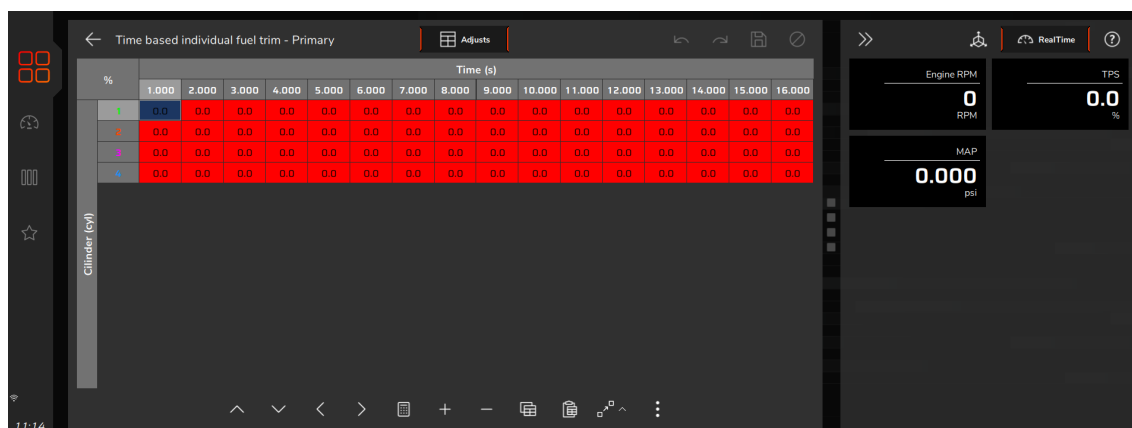 Time based individual fuel trim - Primary
Adjusts
RealTime
?
%
Time (s)
1.000 2.000 3.000 4.000 5.000 6.000 7.000 8.000 9.000 10.000 11.000 12.000 13.000 14.000 15.000 16.000
1 0.0 0.0 0.0 0.0 0.0 0.0 0.0 0.0 0.0 0.0 0.0 0.0 0.0 0.0 0.0 0.0
2 0.0 0.0 0.0 0.0 0.0 0.0 0.0 0.0 0.0 0.0 0.0 0.0 0.0 0.0 0.0 0.0
3 0.0 0.0 0.0 0.0 0.0 0.0 0.0 0.0 0.0 0.0 0.0 0.0 0.0 0.0 0.0 0.0
4 0.0 0.0 0.0 0.0 0.0 0.0 0.0 0.0 0.0 0.0 0.0 0.0 0.0 0.0 0.0 0.0
Cilinder (cyl)
Engine RPM
0
RPM
TPS
0.0
%
MAP
0.000
psi
11:14